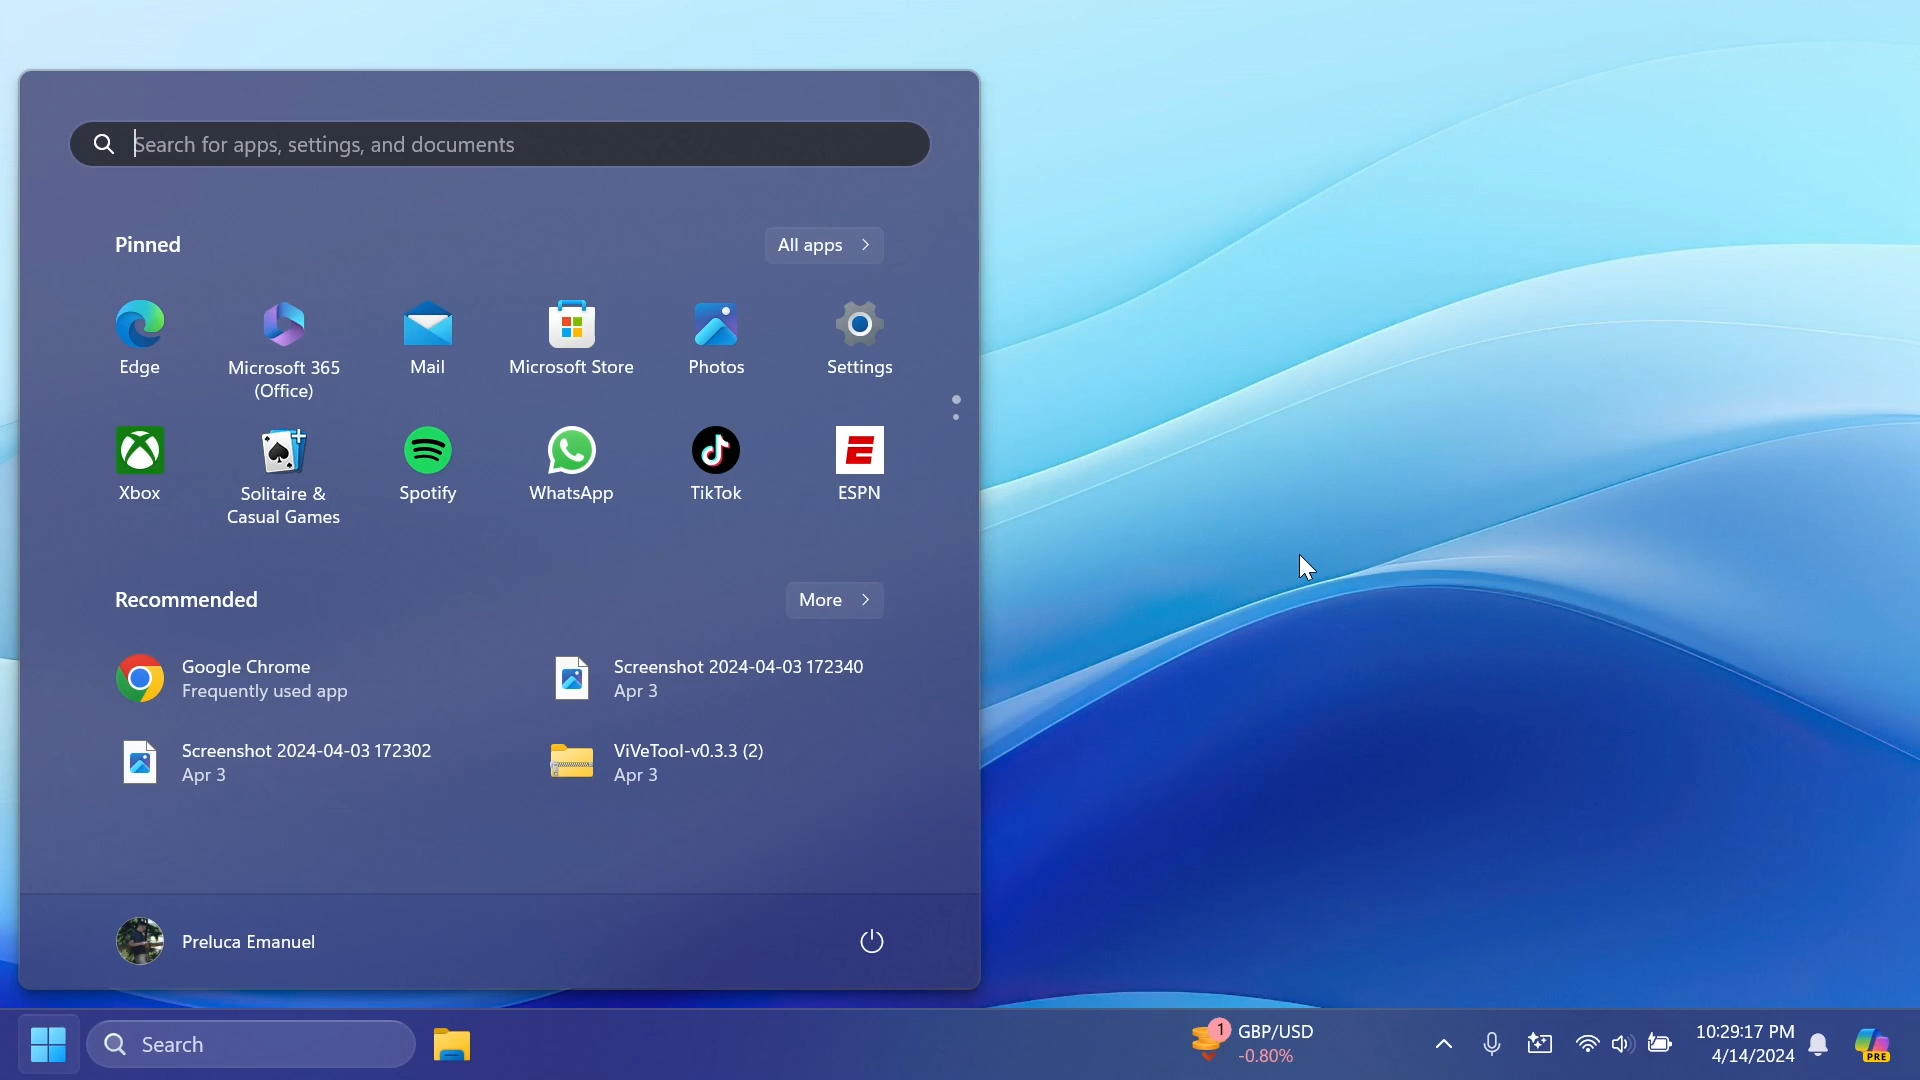 Search for apps, settings, and documents
Pinned
All apps
Edge
Microsoft 365
(Office)
Mail
Microsoft Store
Photos
Settings
Xbox
Solitaire &
Casual Games
Spotify
WhatsApp
TikTok
ESPN
Recommended
More
Google Chrome
Frequently used app
Screenshot 2024-04-03 172340
Apr 3
Screenshot 2024-04-03 172302
Apr 3
ViVeTool-v0.3.3 (2)
Apr 3
Preluca Emanuel
Search
1
GBP/USD
-0.80%
10:29:17 PM
4/14/2024
PRE